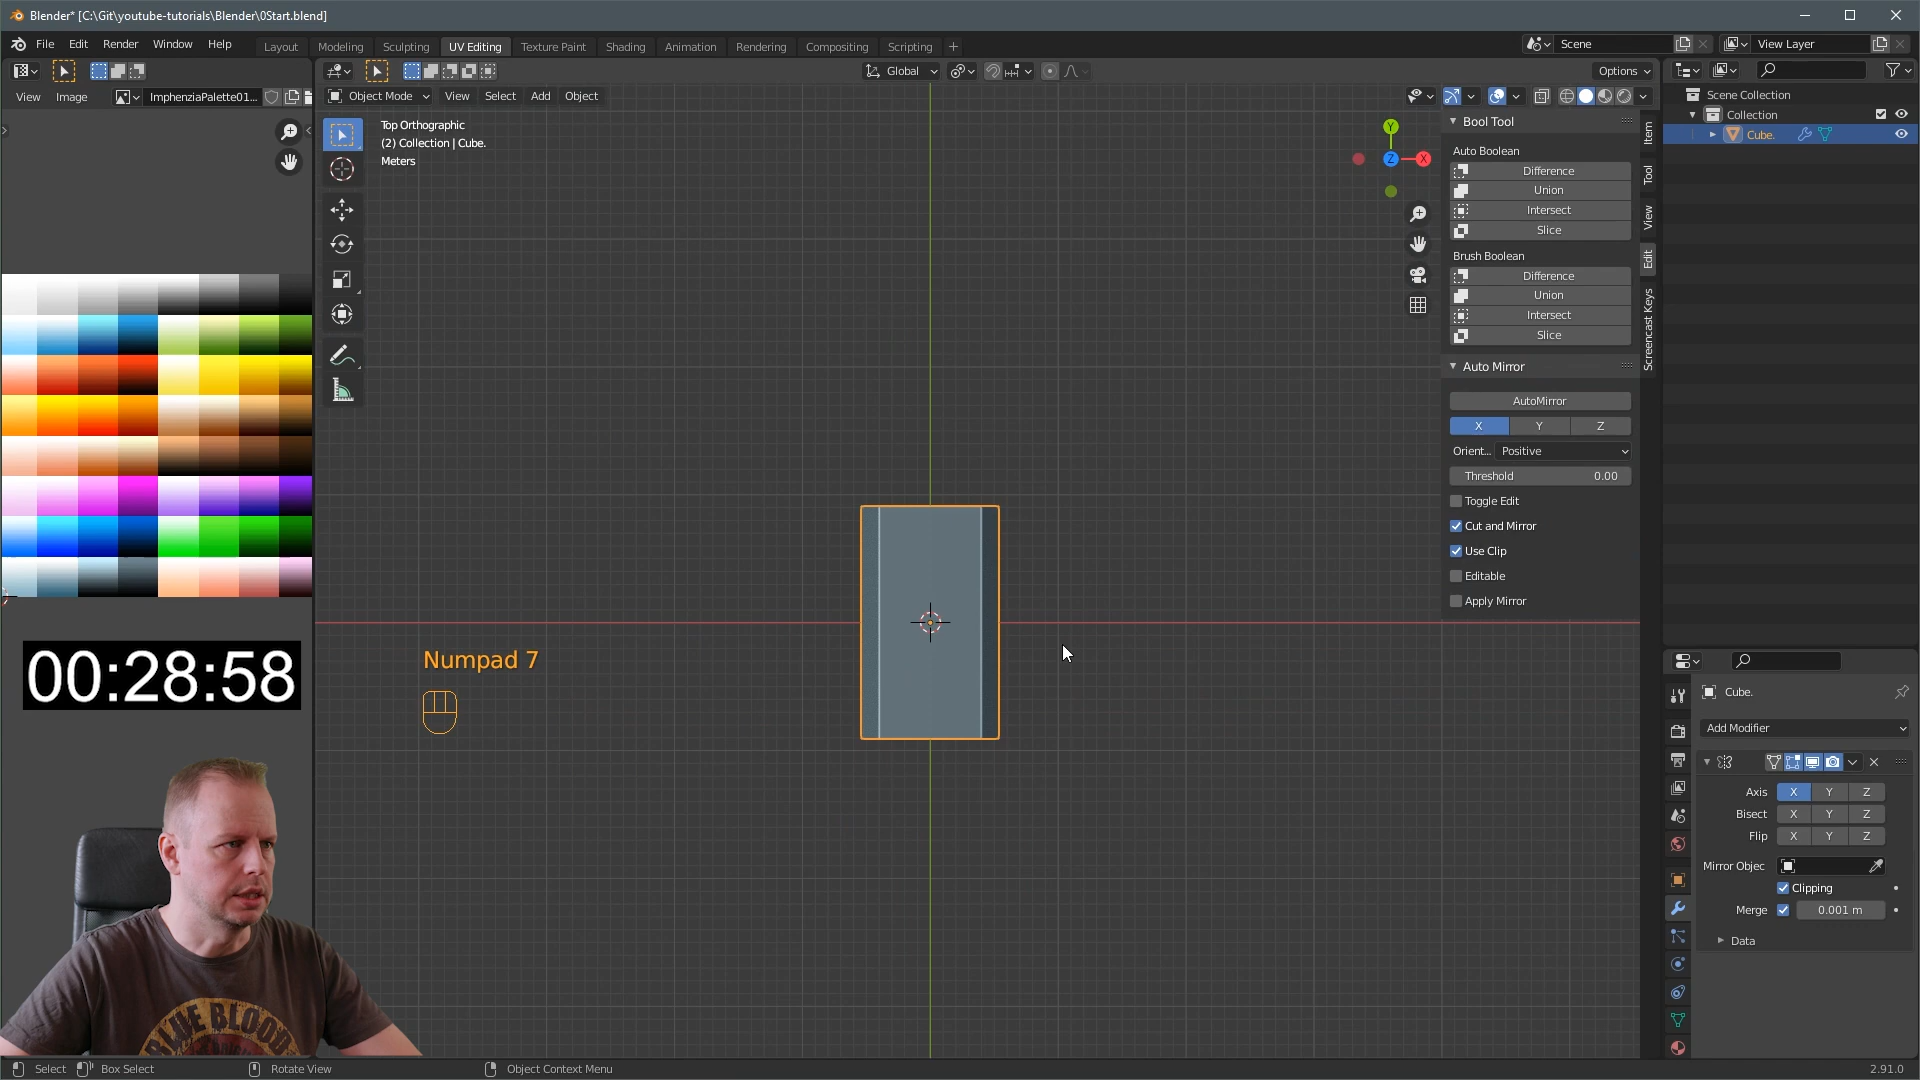 Blender* [C:\Git\youtube-tutorials\Blender\0Start.blend]
File Edit Render Window Help
Layout Modeling Sculpting UV Editing Texture Paint Shading Animation Rendering Compositing Scripting +
Scene
View Layer
Global
Options
View Image
ImphenziaPalette01...
Object Mode View Select Add Object
Top Orthographic
(2) Collection | Cube.
Meters
Y
Z
X
Bool Tool
Auto Boolean
Difference
Union
Intersect
Slice
Brush Boolean
Difference
Union
Intersect
Slice
Auto Mirror
AutoMirror
X Y Z
Orient... Positive
Threshold 0.00
Toggle Edit
Cut and Mirror
Use Clip
Editable
Apply Mirror
Item
Tool
View
Edit
Screencast Keys
Scene Collection
Collection
Cube.
00:28:58
Numpad 7
BLUE BLOOD
Cube.
Add Modifier
Axis X Y Z
Bisect X Y Z
Flip X Y Z
Mirror Objec
Clipping
Merge 0.001 m
Data
Select Box Select Rotate View Object Context Menu
2.91.0